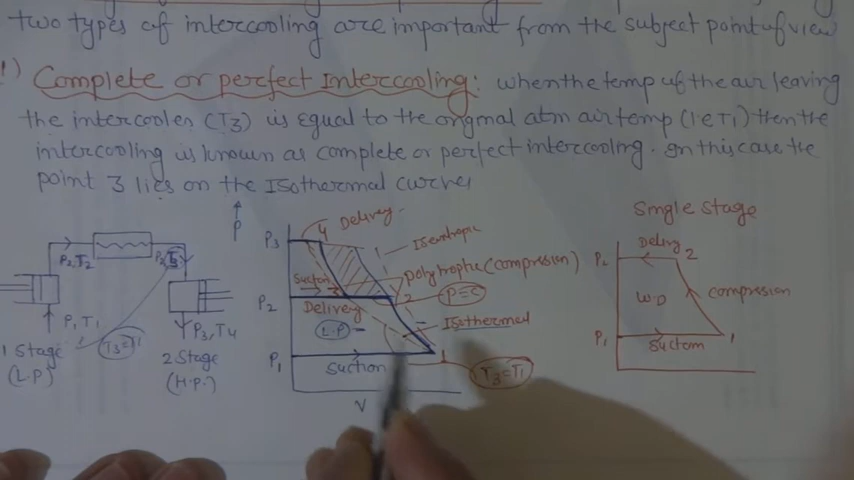 two types of intercooling are important from the subject point of view
1) Complete or perfect Intercooling: when the temp of the air leaving
the intercooler (T3) is equal to the original atm air temp (i.e T1) then the
intercooling is known as complete or perfect intercooling. In this case the
point 3 lies on the Isothermal curve,
P2,T2
T3
P1,T1
T3=T1
P3,T4
1 Stage
(L.P)
2 Stage
(H.P.)
P
P3
4
Delivery
Isentropic
Polytropic (compression)
Suction
3
2
P=C
P2
Delivery
L.P
Isothermal
P1
Suction
1
T3=T1
V
Single stage
P2
Delivery
2
W.D
compression
P1
Suction
1